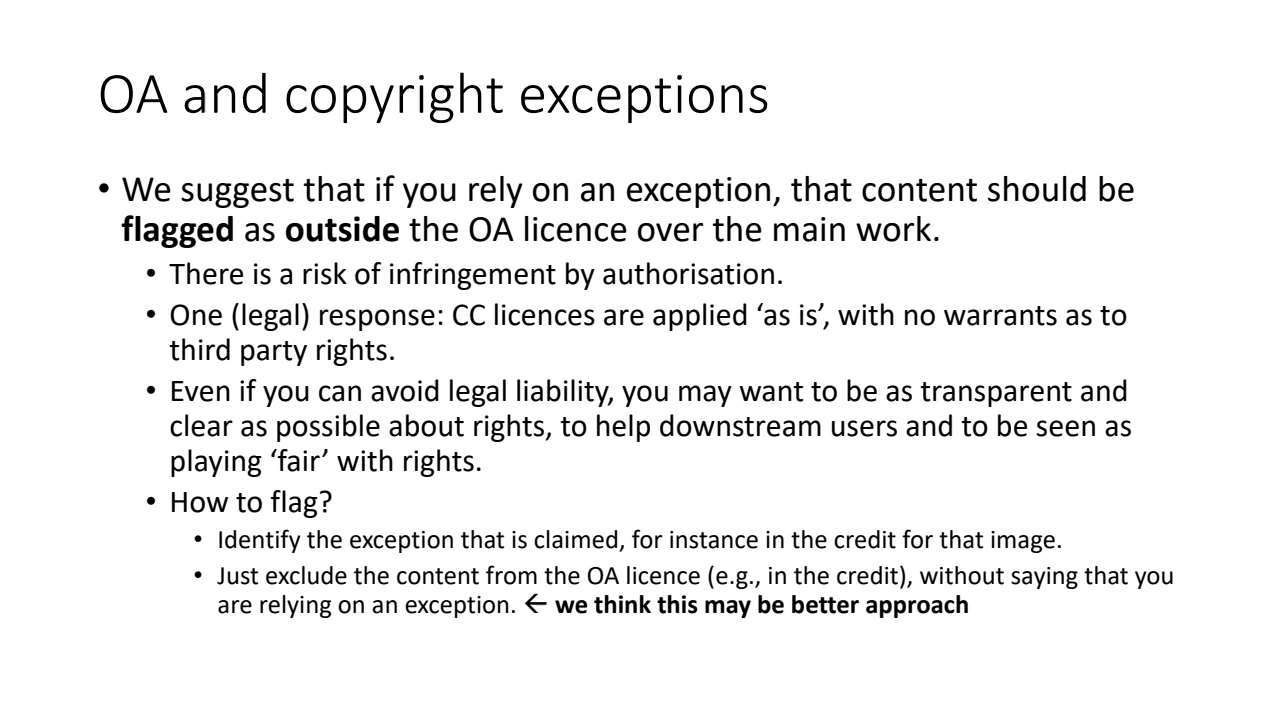 OA and copyright exceptions
• We suggest that if you rely on an exception, that content should be
flagged as outside the OA licence over the main work.
• There is a risk of infringement by authorisation.
• One (legal) response: CC licences are applied ‘as is’, with no warrants as to
third party rights.
• Even if you can avoid legal liability, you may want to be as transparent and
clear as possible about rights, to help downstream users and to be seen as
playing ‘fair’ with rights.
• How to flag?
• Identify the exception that is claimed, for instance in the credit for that image.
• Just exclude the content from the OA licence (e.g., in the credit), without saying that you
are relying on an exception. ← we think this may be better approach